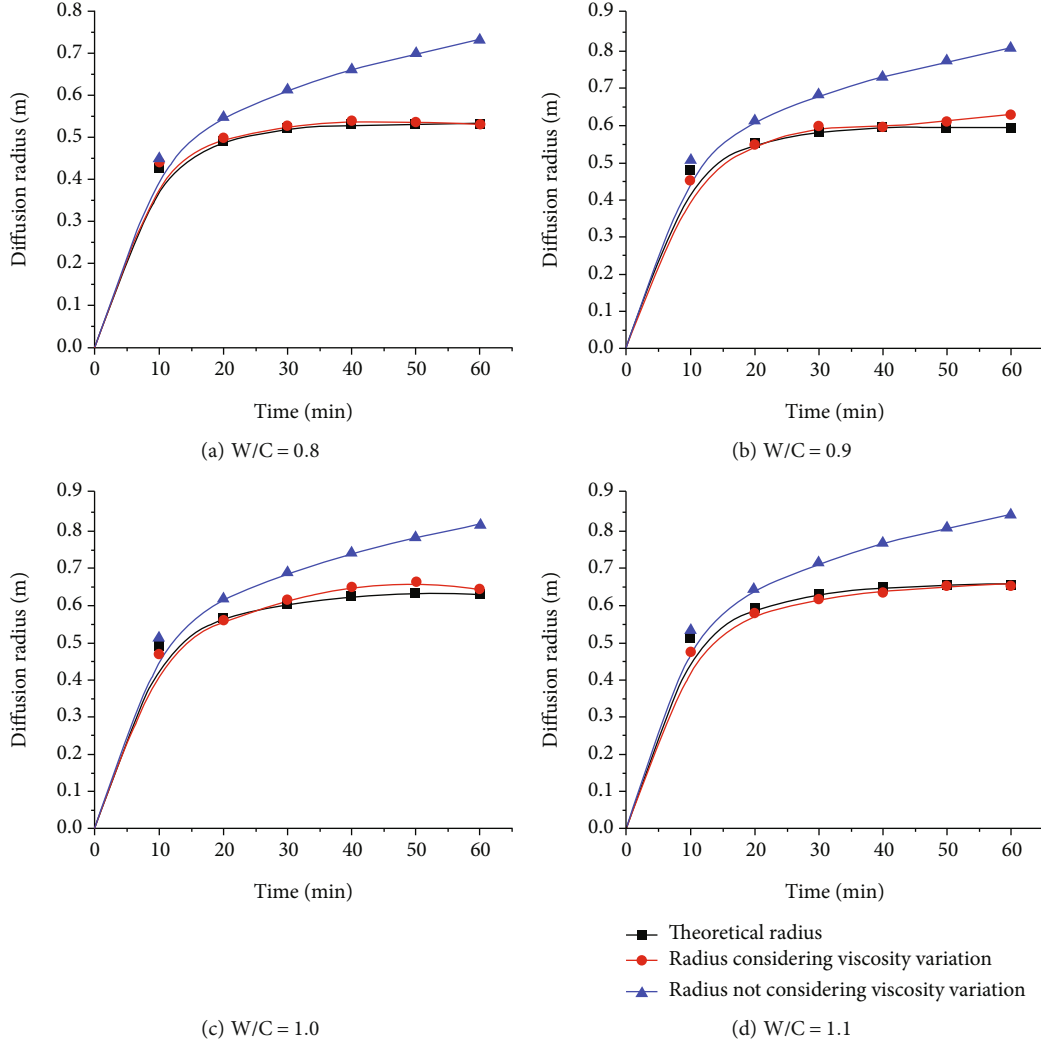 0.8
0.7
0.6
0.5
0.4
0.3
0.2
0.1
0.0
Diffusion radius (m)
0 10 20 30 40 50 60
Time (min)
(a) W/C = 0.8
0.9
0.8
0.7
0.6
0.5
0.4
0.3
0.2
0.1
0.0
Diffusion radius (m)
0 10 20 30 40 50 60
Time (min)
(b) W/C = 0.9
0.9
0.8
0.7
0.6
0.5
0.4
0.3
0.2
0.1
0.0
Diffusion radius (m)
0 10 20 30 40 50 60
Time (min)
(c) W/C = 1.0
0.9
0.8
0.7
0.6
0.5
0.4
0.3
0.2
0.1
0.0
Diffusion radius (m)
0 10 20 30 40 50 60
Time (min)
Theoretical radius
Radius considering viscosity variation
Radius not considering viscosity variation
(d) W/C = 1.1